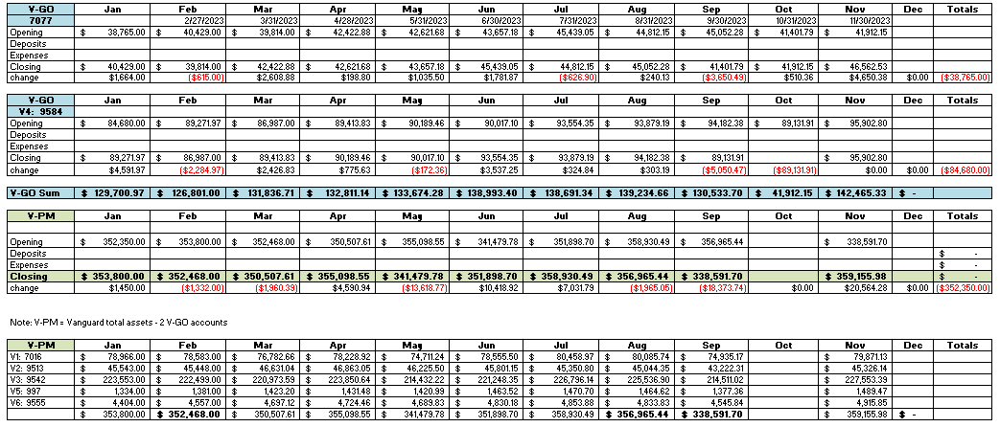 V-GO Jan Feb Mar Apr May Jun Jul Aug Sep Oct Nov Dec Totals
7077 2/27/2023 3/31/2023 4/28/2023 5/31/2023 6/30/2023 7/31/2023 8/31/2023 9/30/2023 10/31/2023 11/30/2023
Opening $ 38,765.00 $ 40,429.00 $ 39,814.00 $ 42,422.88 $ 42,621.68 $ 43,657.18 $ 45,439.05 $ 44,812.15 $ 45,052.28 $ 41,401.79 $ 41,912.15
Deposits
Expenses
Closing $ 40,429.00 $ 39,814.00 $ 42,422.88 $ 42,621.68 $ 43,657.18 $ 45,439.05 $ 44,812.15 $ 45,052.28 $ 41,401.79 $ 41,912.15 $ 46,562.53
change $1,664.00 ($615.00) $2,608.88 $198.80 $1,035.50 $1,781.87 ($626.90) $240.13 ($3,650.49) $510.36 $4,650.38 $0.00 ($38,765.00)
V-GO Jan Feb Mar Apr May Jun Jul Aug Sep Oct Nov Dec Totals
V4: 9584
Opening $ 84,680.00 $ 89,271.97 $ 86,987.00 $ 89,413.83 $ 90,189.46 $ 90,017.10 $ 93,554.35 $ 93,879.19 $ 94,182.38 $ 89,131.91 $ 95,902.80
Deposits
Expenses
Closing $ 89,271.97 $ 86,987.00 $ 89,413.83 $ 90,189.46 $ 90,017.10 $ 93,554.35 $ 93,879.19 $ 94,182.38 $ 89,131.91 $ 95,902.80
change $4,591.97 ($2,284.97) $2,426.83 $775.63 ($172.36) $3,537.25 $324.84 $303.19 ($5,050.47) ($89,131.91) $0.00 $0.00 ($84,680.00)
V-GO Sum $ 129,700.97 $ 126,801.00 $ 131,836.71 $ 132,811.14 $ 133,674.28 $ 138,993.40 $ 138,691.34 $ 139,234.66 $ 130,533.70 $ 41,912.15 $ 142,465.33 $ -
V-PM Jan Feb Mar Apr May Jun Jul Aug Sep Oct Nov Dec Totals
Opening $ 352,350.00 $ 353,800.00 $ 352,468.00 $ 350,507.61 $ 355,098.55 $ 341,479.78 $ 351,898.70 $ 358,930.49 $ 356,965.44 $ 338,591.70
Deposits $ -
Expenses $ -
Closing $ 353,800.00 $ 352,468.00 $ 350,507.61 $ 355,098.55 $ 341,479.78 $ 351,898.70 $ 358,930.49 $ 356,965.44 $ 338,591.70 $ 359,155.98 $ -
change $1,450.00 ($1,332.00) ($1,960.39) $4,590.94 ($13,618.77) $10,418.92 $7,031.79 ($1,965.05) ($18,373.74) $0.00 $20,564.28 $0.00 ($352,350.00)
Note: V-PM = Vanguard total assets - 2 V-GO accounts
V-PM Jan Feb Mar Apr May Jun Jul Aug Sep Oct Nov Dec Totals
V1: 7016 $ 78,966.00 $ 78,583.00 $ 76,782.66 $ 78,228.92 $ 74,711.24 $ 78,555.50 $ 80,458.97 $ 80,085.74 $ 74,935.17 $ 79,871.13
V2: 9513 $ 45,543.00 $ 45,448.00 $ 46,631.04 $ 46,863.05 $ 46,225.50 $ 45,801.15 $ 45,350.80 $ 45,044.35 $ 43,222.31 $ 45,326.14
V3: 9542 $ 223,553.00 $ 222,499.00 $ 220,973.59 $ 223,850.64 $ 214,432.22 $ 221,248.35 $ 226,796.14 $ 225,536.90 $ 214,511.02 $ 227,553.39
V5: 997 $ 1,334.00 $ 1,381.00 $ 1,423.20 $ 1,431.48 $ 1,420.99 $ 1,463.52 $ 1,470.70 $ 1,464.62 $ 1,377.36 $ 1,489.47
V6: 9555 $ 4,404.00 $ 4,557.00 $ 4,697.12 $ 4,724.46 $ 4,689.83 $ 4,830.18 $ 4,853.88 $ 4,833.83 $ 4,545.84 $ 4,915.85
$ 353,800.00 $ 352,468.00 $ 350,507.61 $ 355,098.55 $ 341,479.78 $ 351,898.70 $ 358,930.49 $ 356,965.44 $ 338,591.70 $ 359,155.98 $ -